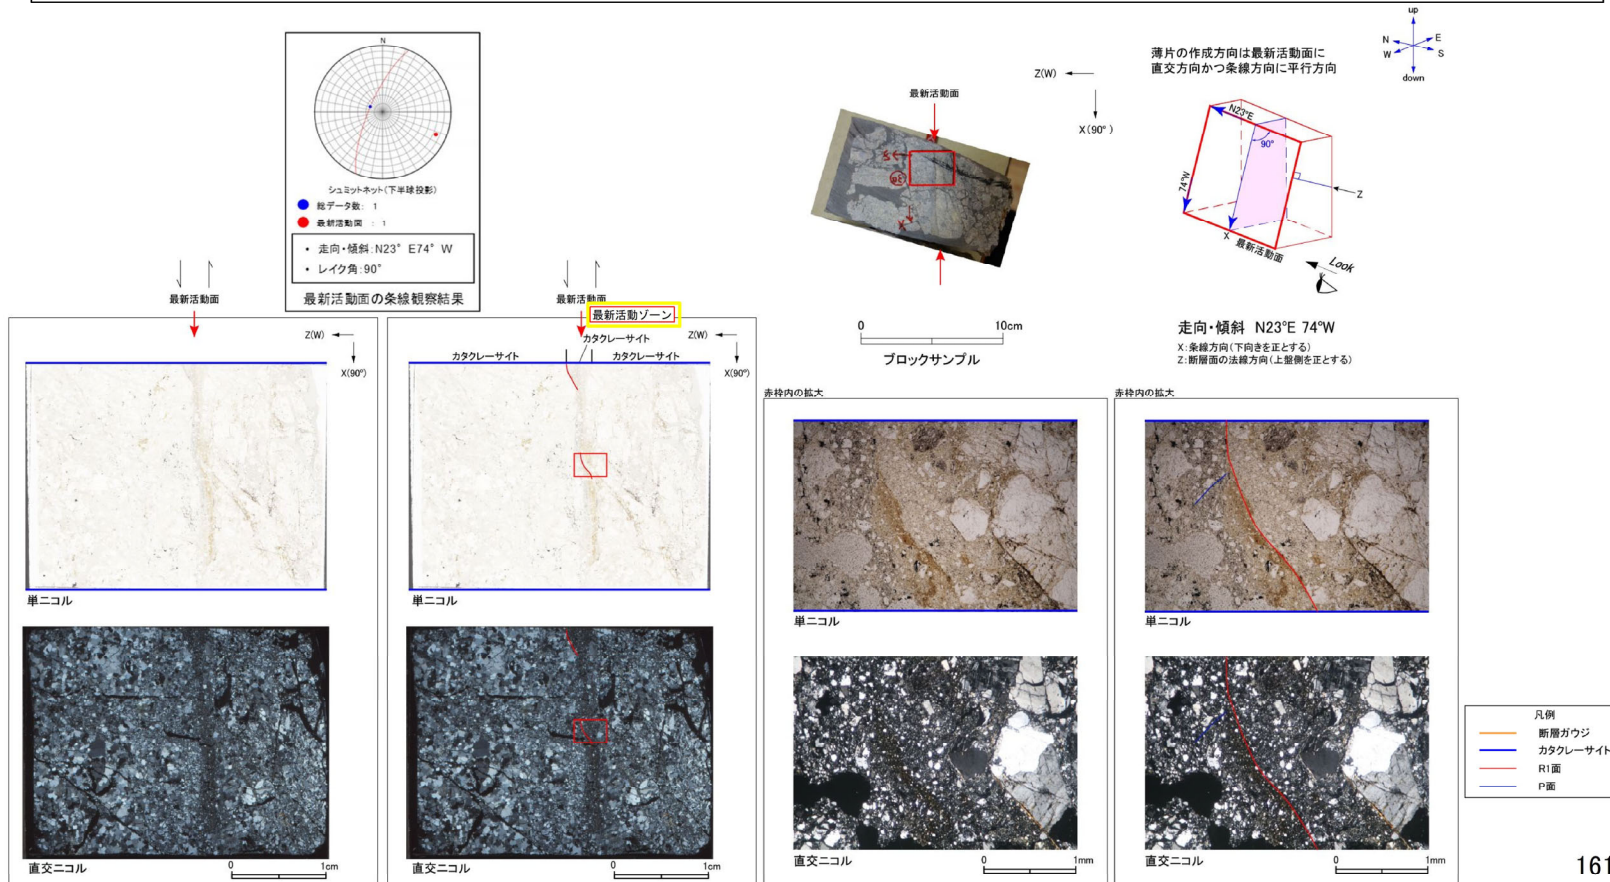 N
シュミットネット(下半球投影)
総データ数： 1
最新活動面 ： 1
・ 走向・傾斜:N23° E74° W
・ レイク角:90°
最新活動面の条線観察結果
最新活動面
Z(W)
X(90°)
単ニコル
直交ニコル
0 1cm
最新活動面
最新活動ゾーン
カタクレーサイト
カタクレーサイト
カタクレーサイト
Z(W)
X(90°)
単ニコル
直交ニコル
0 1cm
最新活動面
Z(W)
X(90°)
Z
X
0 10cm
ブロックサンプル
薄片の作成方向は最新活動面に
直交方向かつ条線方向に平行方向
up
N E
W S
down
N23°E
90°
74°W
Z
X
最新活動面
Look
走向・傾斜 N23°E 74°W
X:条線方向(下向きを正とする)
Z:断層面の法線方向(上盤側を正とする)
赤枠内の拡大
単ニコル
直交ニコル
0 1mm
赤枠内の拡大
単ニコル
直交ニコル
0 1mm
凡例
断層ガウジ
カタクレーサイト
R1面
P面
161